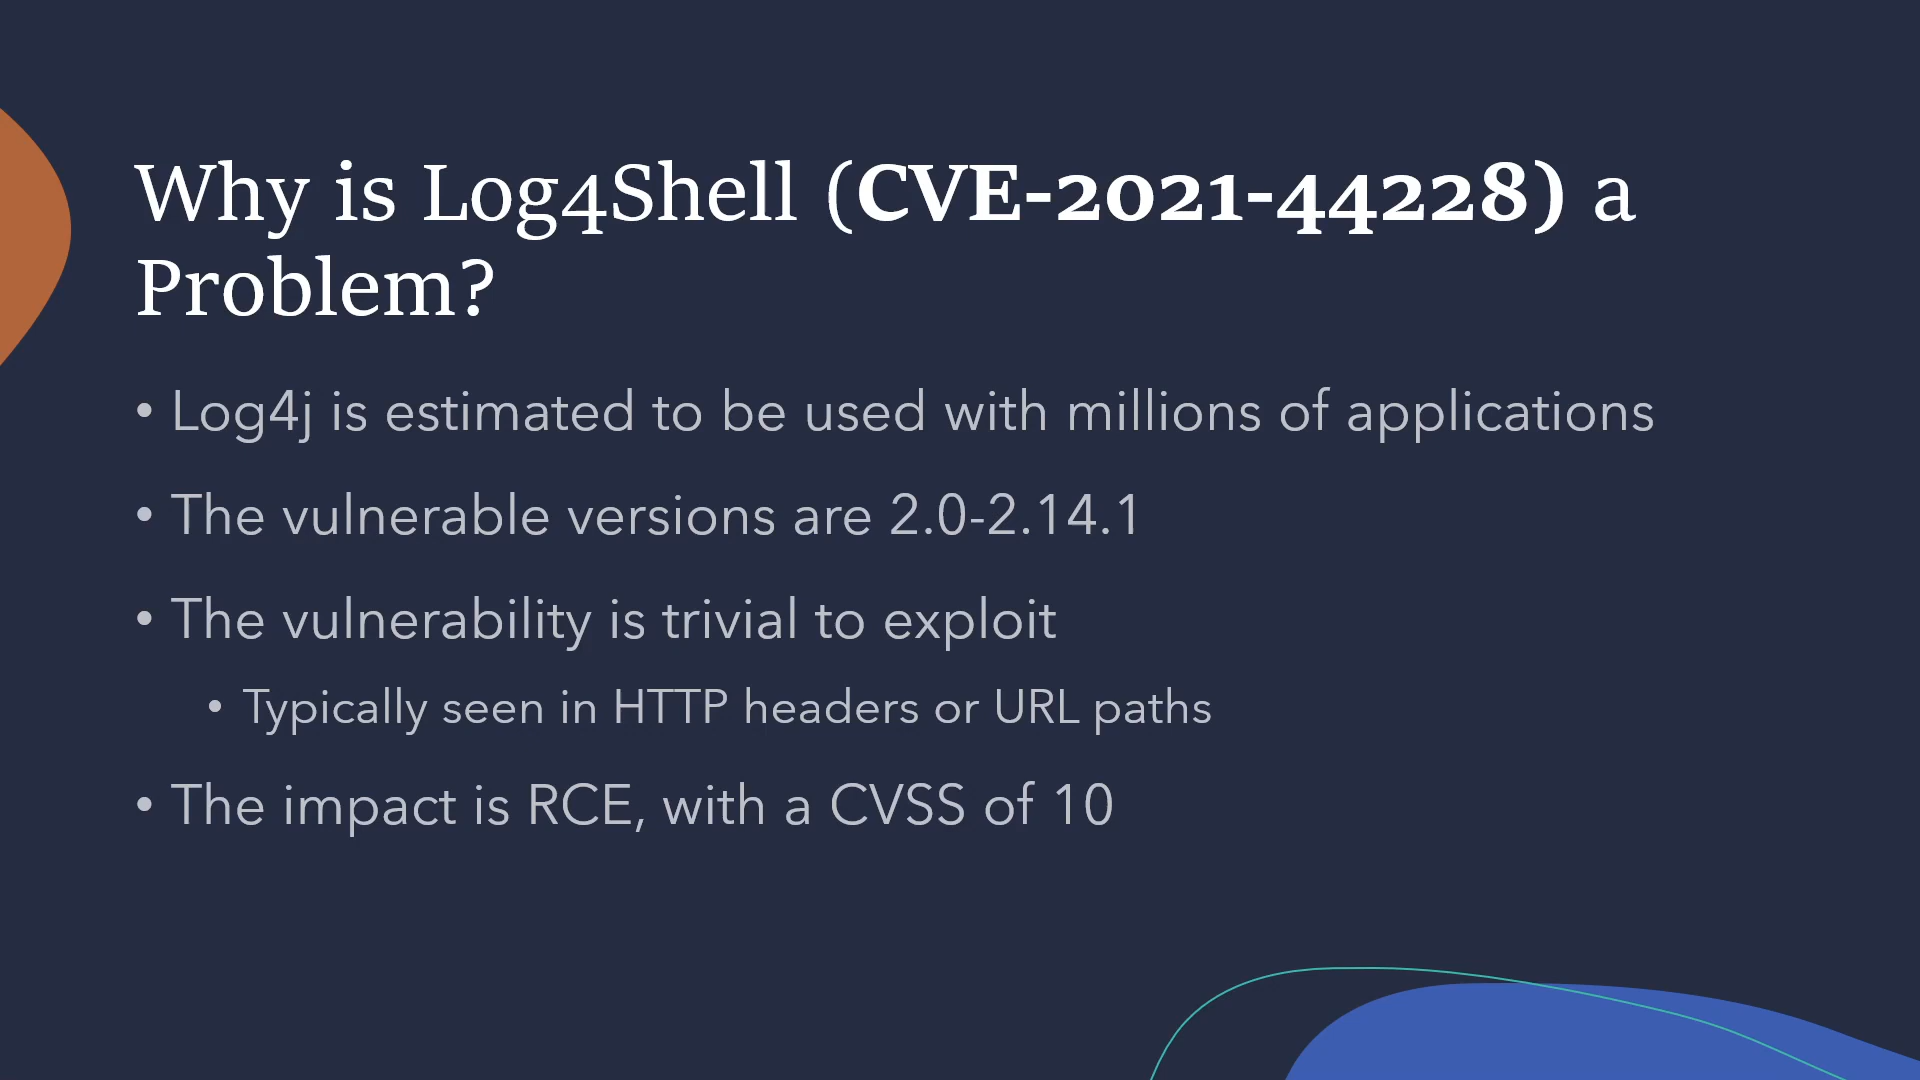 Why is Log4Shell (CVE-2021-44228) a
Problem?
• Log4j is estimated to be used with millions of applications
• The vulnerable versions are 2.0-2.14.1
• The vulnerability is trivial to exploit
• Typically seen in HTTP headers or URL paths
• The impact is RCE, with a CVSS of 10